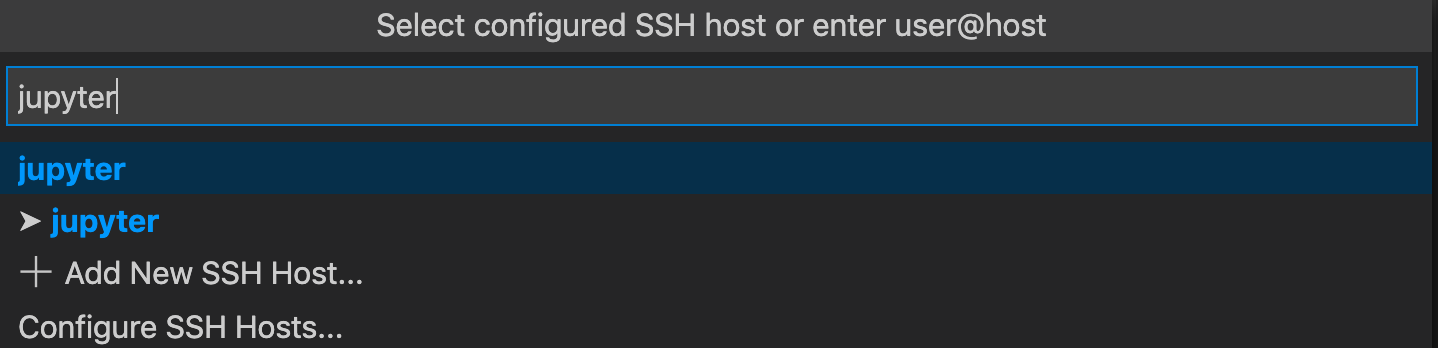 Select configured SSH host or enter user@host
jupyter
jupyter
➤ jupyter
+ Add New SSH Host...
Configure SSH Hosts...